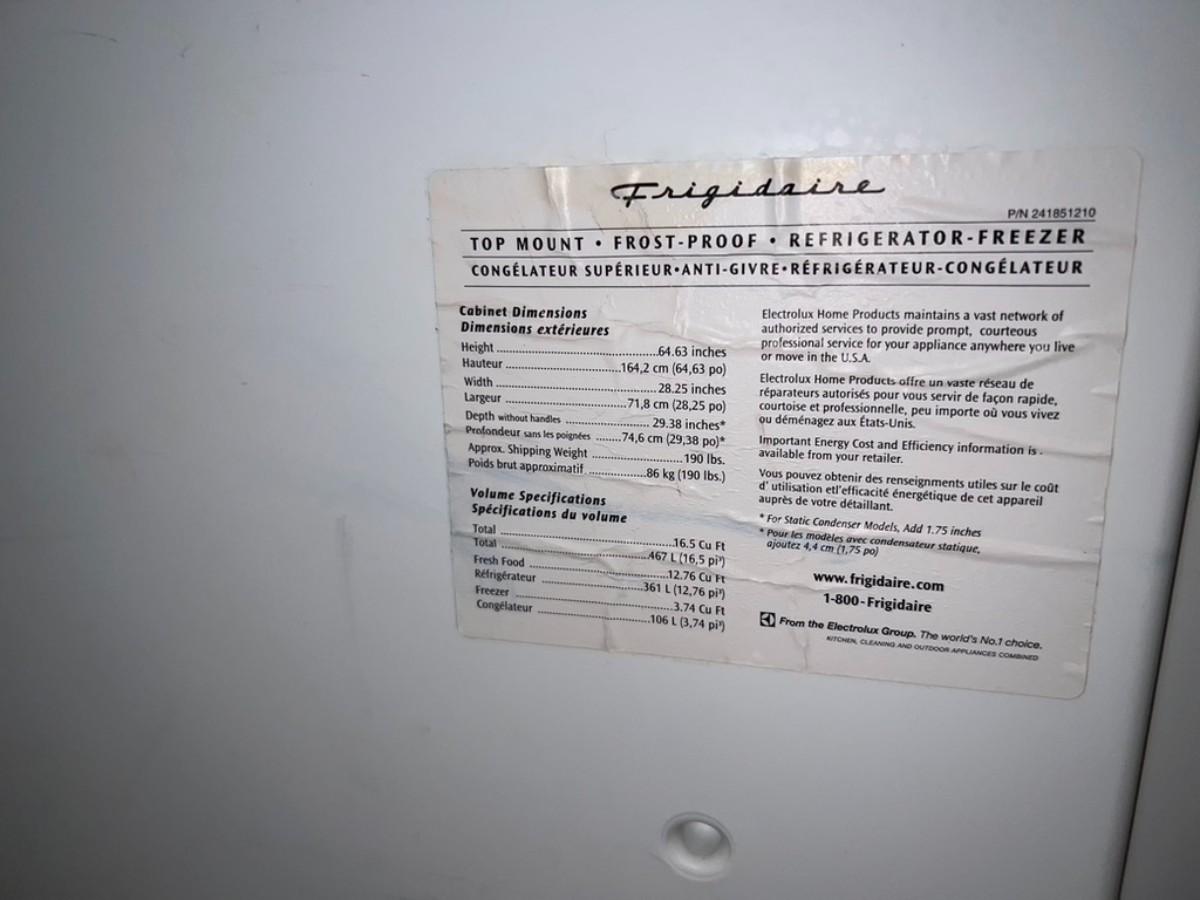 Frigidaire
P/N 241851210
TOP MOUNT • FROST-PROOF • REFRIGERATOR-FREEZER
CONGÉLATEUR SUPÉRIEUR•ANTI-GIVRE•RÉFRIGÉRATEUR-CONGÉLATEUR
Cabinet Dimensions
Dimensions extérieures
Height ........................................64.63 inches
Hauteur ............................164,2 cm (64,63 po)
Width ........................................28.25 inches
Largeur ..............................71,8 cm (28,25 po)
Depth without handles ..................... 29.38 inches*
Profondeur sans les poignées .......74,6 cm (29,38 po)*
Approx. Shipping Weight .......................190 lbs.
Poids brut approximatif ...............86 kg (190 lbs.)
Volume Specifications
Spécifications du volume
Total ............................................16.5 Cu Ft
Total .....................................467 L (16,5 pi³)
Fresh Food ....................................12.76 Cu Ft
Réfrigérateur ..........................361 L (12,76 pi³)
Freezer ..........................................3.74 Cu Ft
Congélateur .............................106 L (3,74 pi³)
Electrolux Home Products maintains a vast network of
authorized services to provide prompt, courteous
professional service for your appliance anywhere you live
or move in the U.S.A.
Electrolux Home Products offre un vaste réseau de
réparateurs autorisés pour vous servir de façon rapide,
courtoise et professionnelle, peu importe où vous vivez
ou déménagez aux États-Unis.
Important Energy Cost and Efficiency information is
available from your retailer.
Vous pouvez obtenir des renseignments utiles sur le coût
d' utilisation etl'efficacité énergétique de cet appareil
auprès de votre détaillant.
* For Static Condenser Models, Add 1.75 inches
* Pour les modèles avec condensateur statique,
ajoutez 4,4 cm (1,75 po)
www.frigidaire.com
1-800-Frigidaire
From the Electrolux Group. The world's No.1 choice.
KITCHEN, CLEANING AND OUTDOOR APPLIANCES COMBINED